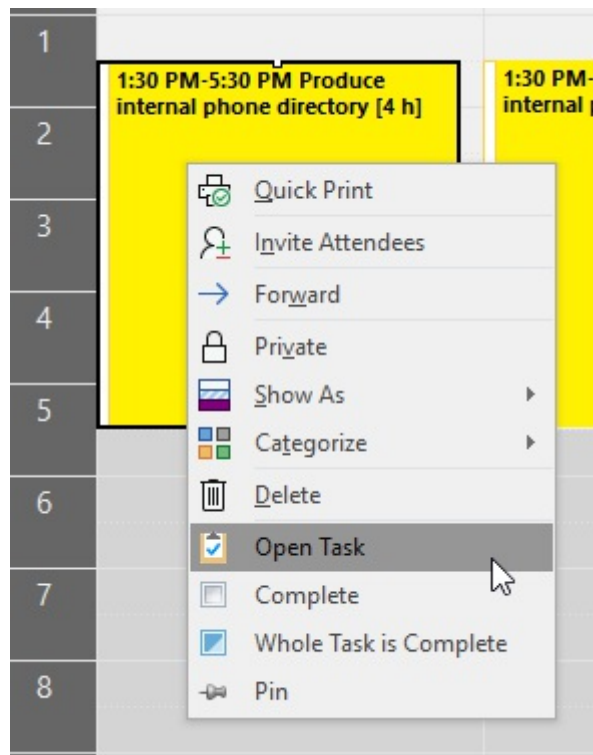 1
1:30 PM-5:30 PM Produce
internal phone directory [4 h]
1:30 PM-
internal
2
3
4
5
6
7
8
Quick Print
Invite Attendees
Forward
Private
Show As
Categorize
Delete
Open Task
Complete
Whole Task is Complete
Pin